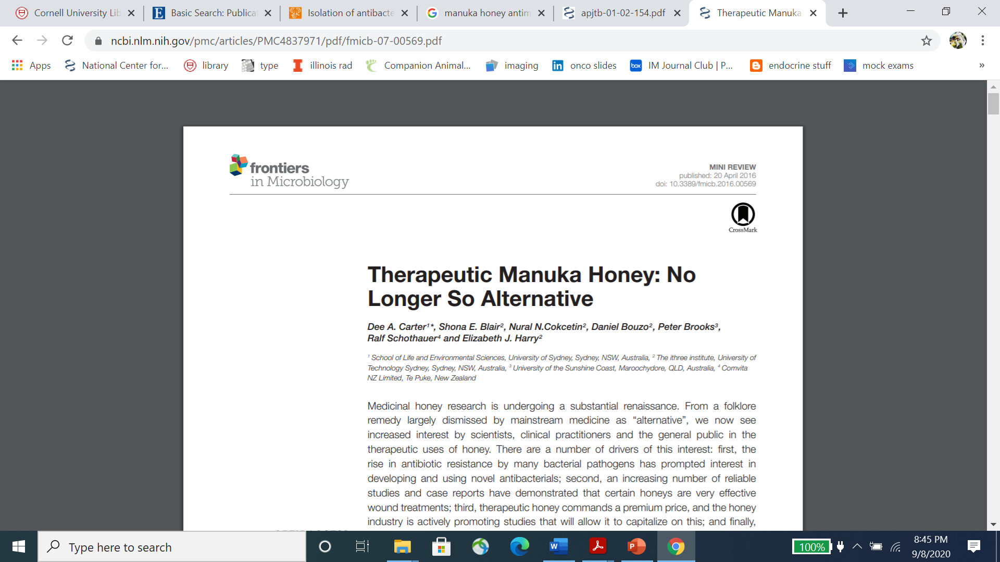 Cornell University Lib
Basic Search: Publicat
Isolation of antibacte
manuka honey antim
apjtb-01-02-154.pdf
Therapeutic Manuka
ncbi.nlm.nih.gov/pmc/articles/PMC4837971/pdf/fmicb-07-00569.pdf
Apps
National Center for...
library
type
illinois rad
Companion Animal...
imaging
in
onco slides
box
IM Journal Club | P...
endocrine stuff
mock exams
»
frontiers
in Microbiology
MINI REVIEW
published: 20 April 2016
doi: 10.3389/fmicb.2016.00569
CrossMark
Therapeutic Manuka Honey: No
Longer So Alternative
Dee A. Carter¹*, Shona E. Blair², Nural N.Cokcetin², Daniel Bouzo², Peter Brooks³,
Ralf Schothauer⁴ and Elizabeth J. Harry²
¹ School of Life and Environmental Sciences, University of Sydney, Sydney, NSW, Australia, ² The ithree institute, University of
Technology Sydney, Sydney, NSW, Australia, ³ University of the Sunshine Coast, Maroochydore, QLD, Australia, ⁴ Comvita
NZ Limited, Te Puke, New Zealand
Medicinal honey research is undergoing a substantial renaissance. From a folklore
remedy largely dismissed by mainstream medicine as “alternative”, we now see
increased interest by scientists, clinical practitioners and the general public in the
therapeutic uses of honey. There are a number of drivers of this interest: first, the
rise in antibiotic resistance by many bacterial pathogens has prompted interest in
developing and using novel antibacterials; second, an increasing number of reliable
studies and case reports have demonstrated that certain honeys are very effective
wound treatments; third, therapeutic honey commands a premium price, and the honey
industry is actively promoting studies that will allow it to capitalize on this; and finally,
Type here to search
100%
8:45 PM
9/8/2020